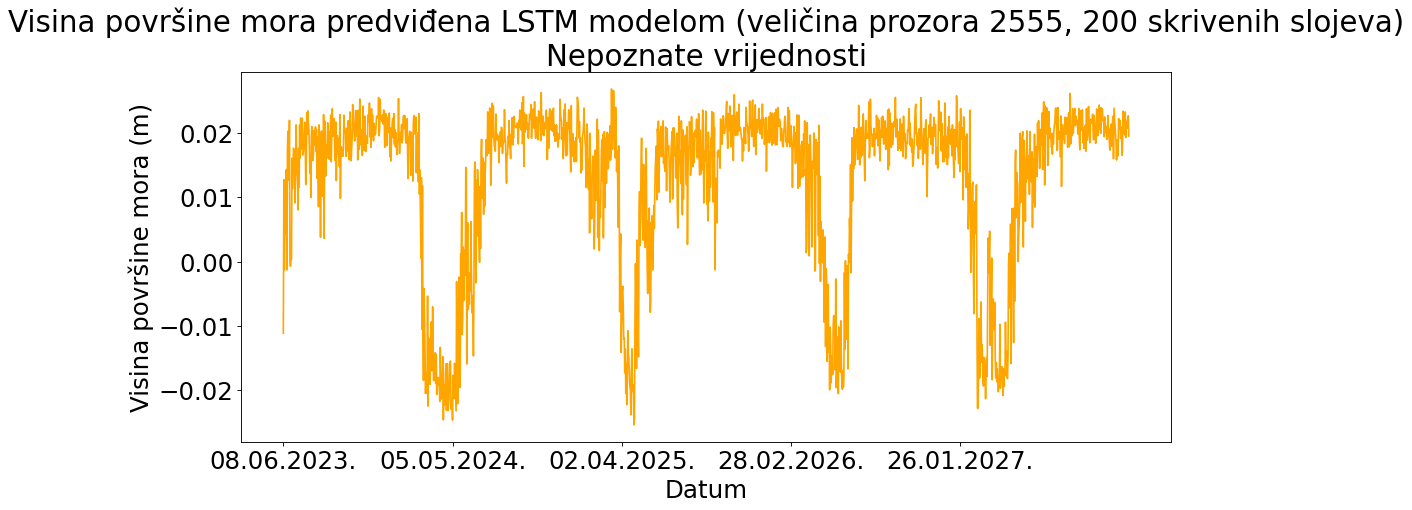 Visina površine mora predviđena LSTM modelom (veličina prozora 2555, 200 skrivenih slojeva)
Nepoznate vrijednosti
Visina površine mora (m)
0.02
0.01
0.00
−0.01
−0.02
08.06.2023. 05.05.2024. 02.04.2025. 28.02.2026. 26.01.2027.
Datum